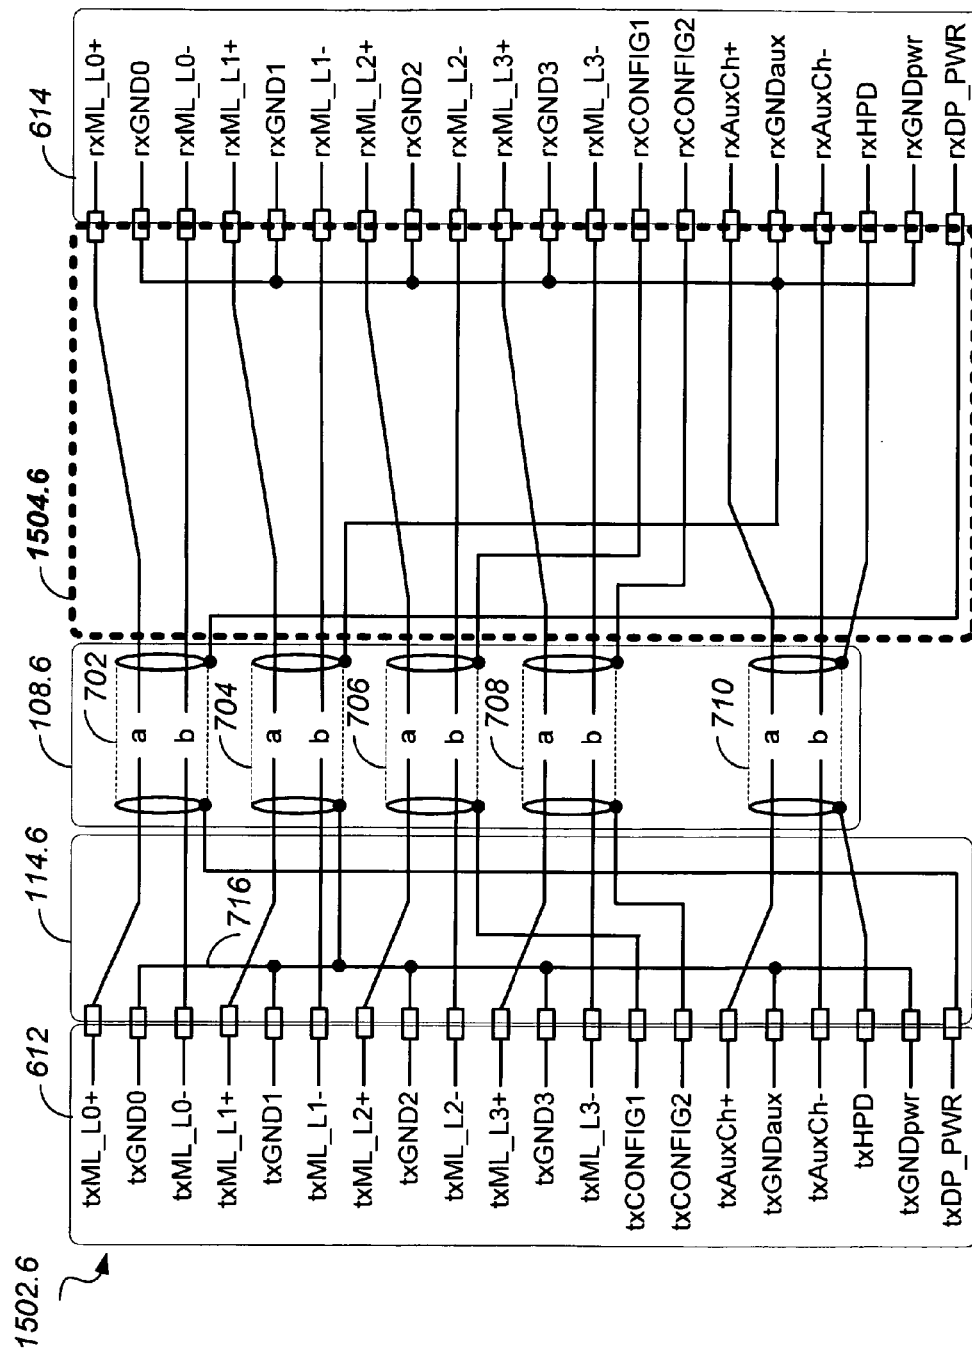 1502.6
612
114.6
108.6
1504.6
614
716
702
704
706
708
710
txML_L0+
txGND0
txML_L0-
txML_L1+
txGND1
txML_L1-
txML_L2+
txGND2
txML_L2-
txML_L3+
txGND3
txML_L3-
txCONFIG1
txCONFIG2
txAuxCh+
txGNDaux
txAuxCh-
txHPD
txGNDpwr
txDP_PWR
a
b
a
b
a
b
a
b
a
b
rxML_L0+
rxGND0
rxML_L0-
rxML_L1+
rxGND1
rxML_L1-
rxML_L2+
rxGND2
rxML_L2-
rxML_L3+
rxGND3
rxML_L3-
rxCONFIG1
rxCONFIG2
rxAuxCh+
rxGNDaux
rxAuxCh-
rxHPD
rxGNDpwr
rxDP_PWR